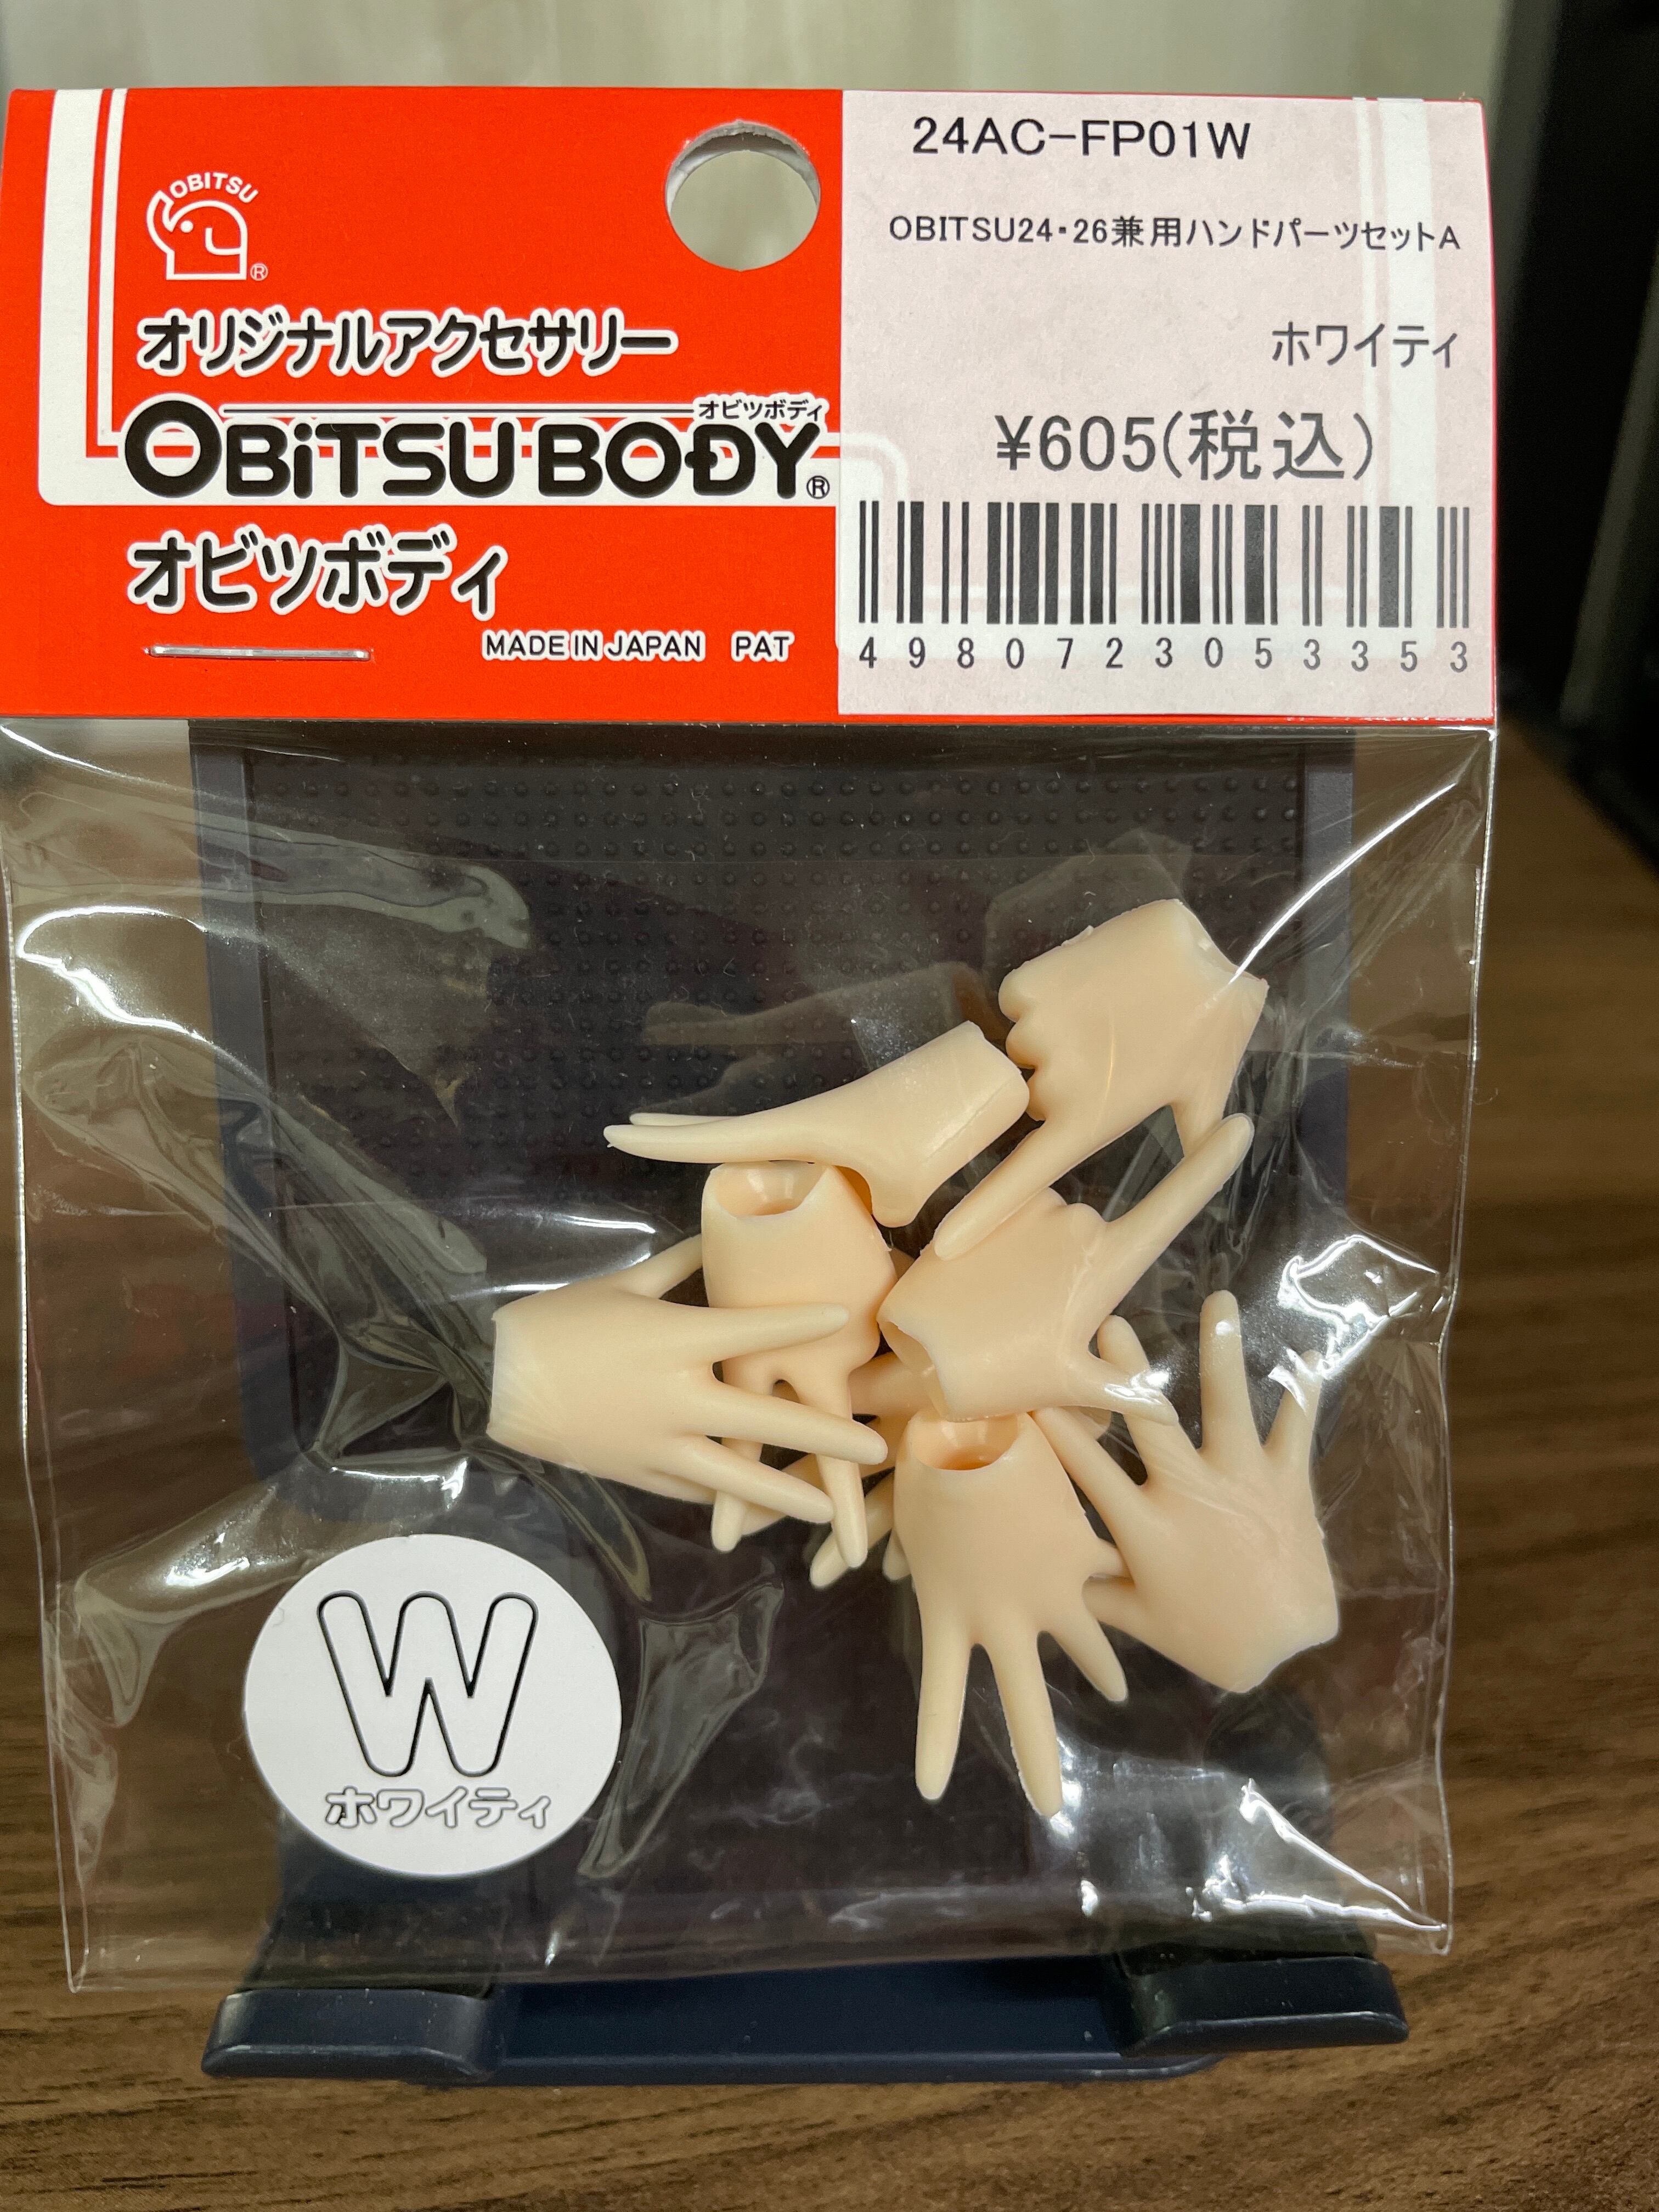 OBITSU
®
オリジナルアクセサリー
オビツボディ
OBiTSU BODY®
オビツボディ
MADE IN JAPAN PAT
24AC-FP01W
OBITSU24・26兼用ハンドパーツセットA
ホワイティ
¥605(税込)
4980723053353
W
ホワイティ